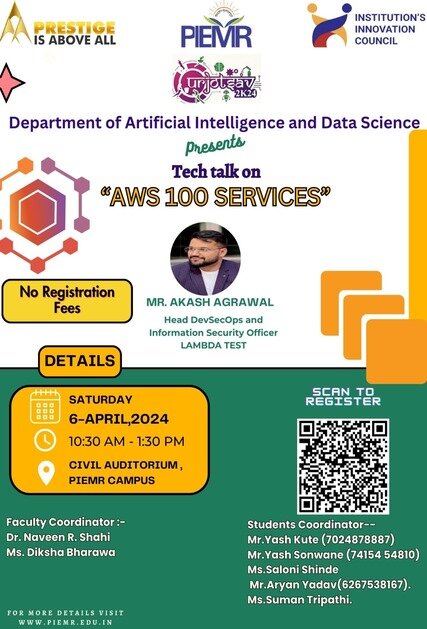 PRESTIGE
IS ABOVE ALL
PIEMR
INSTITUTION'S
INNOVATION
COUNCIL
urjotsav
2K24
Department of Artificial Intelligence and Data Science
presents
Tech talk on
“AWS 100 SERVICES”
No Registration
Fees
MR. AKASH AGRAWAL
Head DevSecOps and
Information Security Officer
LAMBDA TEST
DETAILS
SATURDAY
6-APRIL,2024
10:30 AM - 1:30 PM
CIVIL AUDITORIUM ,
PIEMR CAMPUS
SCAN TO
REGISTER
Faculty Coordinator :-
Dr. Naveen R. Shahi
Ms. Diksha Bharawa
Students Coordinator--
Mr.Yash Kute (7024878887)
Mr.Yash Sonwane (74154 54810)
Ms.Saloni Shinde
Mr.Aryan Yadav(6267538167).
Ms.Suman Tripathi.
FOR MORE DETAILS VISIT
WWW.PIEMR.EDU.IN